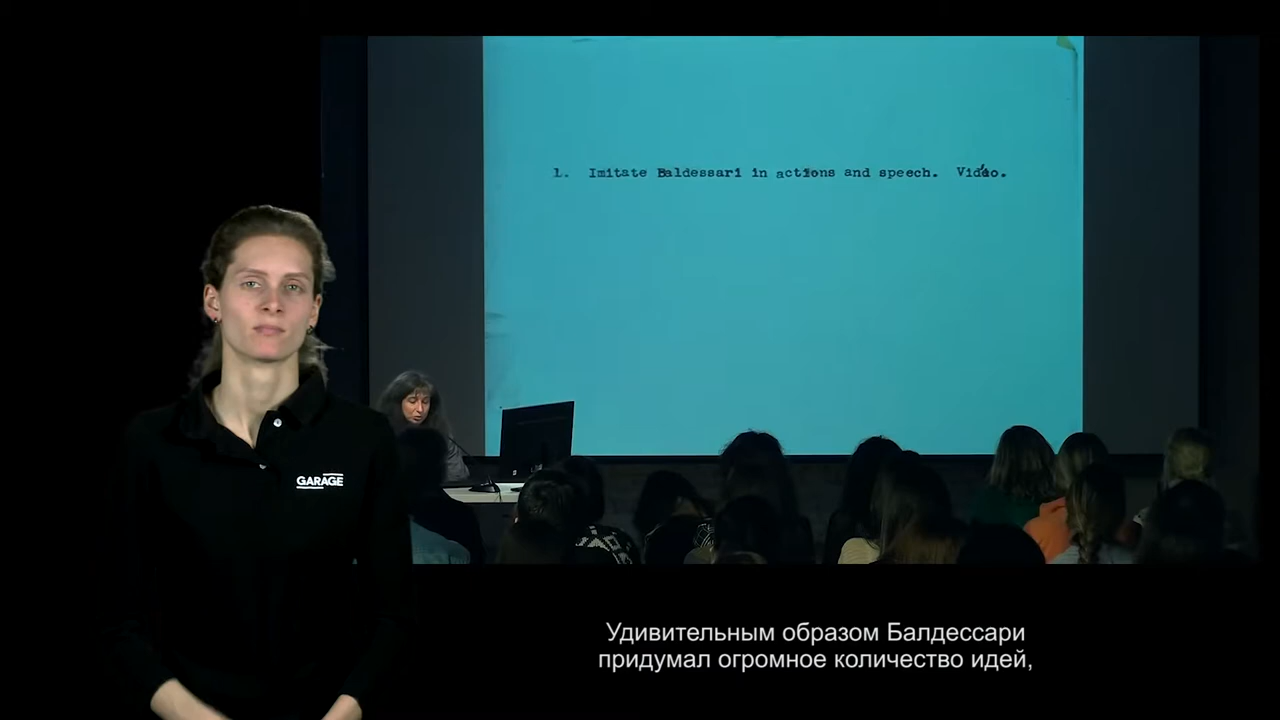 1. Imitate Baldessari in actions and speech. Video.
GARAGE
Удивительным образом Балдессари
придумал огромное количество идей,